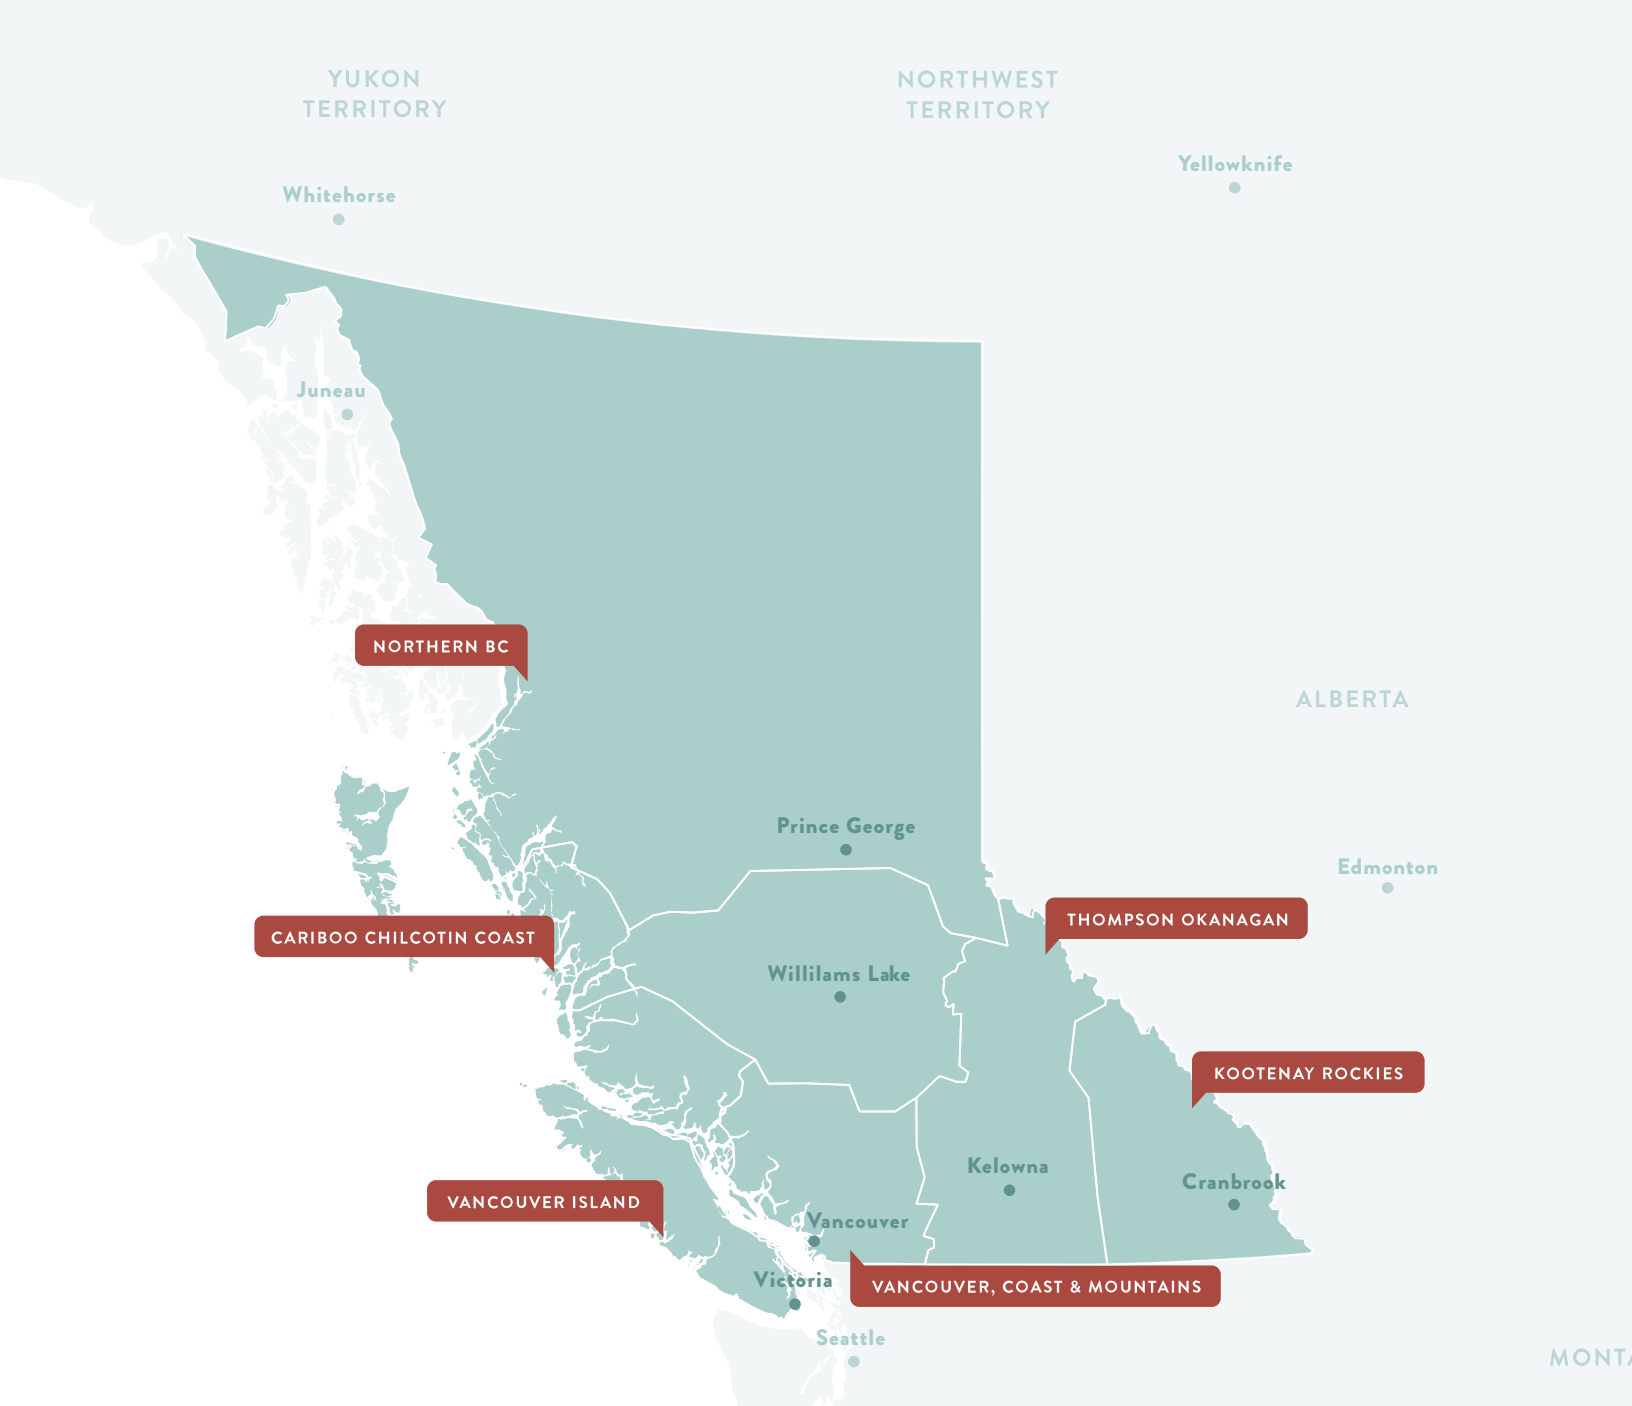 YUKON
TERRITORY
NORTHWEST
TERRITORY
Yellowknife
Whitehorse
Juneau
NORTHERN BC
ALBERTA
Prince George
Edmonton
THOMPSON OKANAGAN
CARIBOO CHILCOTIN COAST
Willilams Lake
KOOTENAY ROCKIES
Kelowna
Cranbrook
VANCOUVER ISLAND
Vancouver
Victoria
VANCOUVER, COAST & MOUNTAINS
Seattle
MONTA